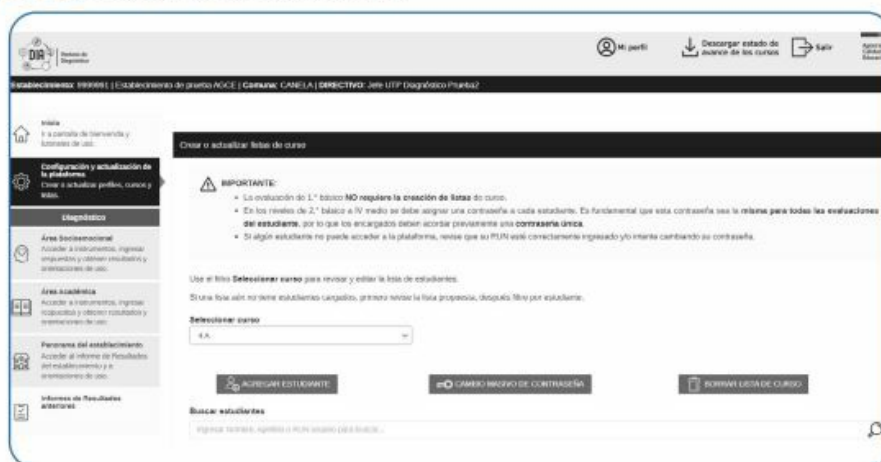 DIA
Mi perfil
Descargar estado de
avance de los cursos
Salir
Establecimiento: 9999991 | Establecimiento de prueba AGCE | Comuna: CANELA | DIRECTIVO: Jefe UTP Diagnóstico Prueba2
Inicio
Ir a pantalla de bienvenida y
tutoriales de uso.
Configuración y actualización de
la plataforma
Crear o actualizar perfiles, cursos y
listas.
Diagnóstico
Área Socioemocional
Acceder a instrumentos, ingresar
respuestas y obtener resultados y
orientaciones de uso.
Área académica
Acceder a instrumentos, ingresar
respuestas y obtener resultados y
orientaciones de uso.
Panorama del establecimiento
Acceder al informe de Resultados
del establecimiento y a
orientaciones de uso.
Informes de Resultados
anteriores
Crear o actualizar listas de curso
IMPORTANTE:
• La evaluación de 1.° básico NO requiere la creación de listas de curso.
• En los niveles de 2.° básico a IV medio se debe asignar una contraseña a cada estudiante. Es fundamental que esta contraseña sea la misma para todas las evaluaciones
del estudiante, por lo que los encargados deben acordar previamente una contraseña única.
• Si algún estudiante no puede acceder a la plataforma, revise que su RUN esté correctamente ingresado y/o intente cambiando su contraseña.
Use el filtro Seleccionar curso para revisar y editar la lista de estudiantes.
Si una lista aún no tiene estudiantes cargados, primero revise la lista propuesta, después filtre por estudiante.
Seleccionar curso
4 A
AGREGAR ESTUDIANTE
CAMBIO MASIVO DE CONTRASEÑA
BORRAR LISTA DE CURSO
Buscar estudiantes
Ingresar nombre, apellido o RUN usuario para buscar...